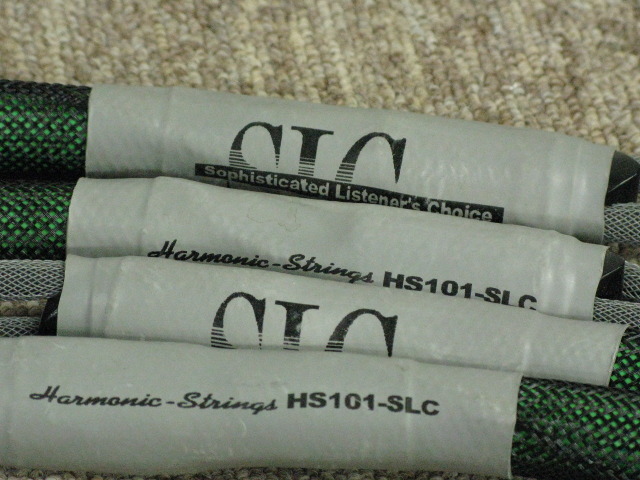 SLC
Sophisticated Listener's Choice
Harmonic-Strings HS101-SLC
SLC
Harmonic-Strings HS101-SLC